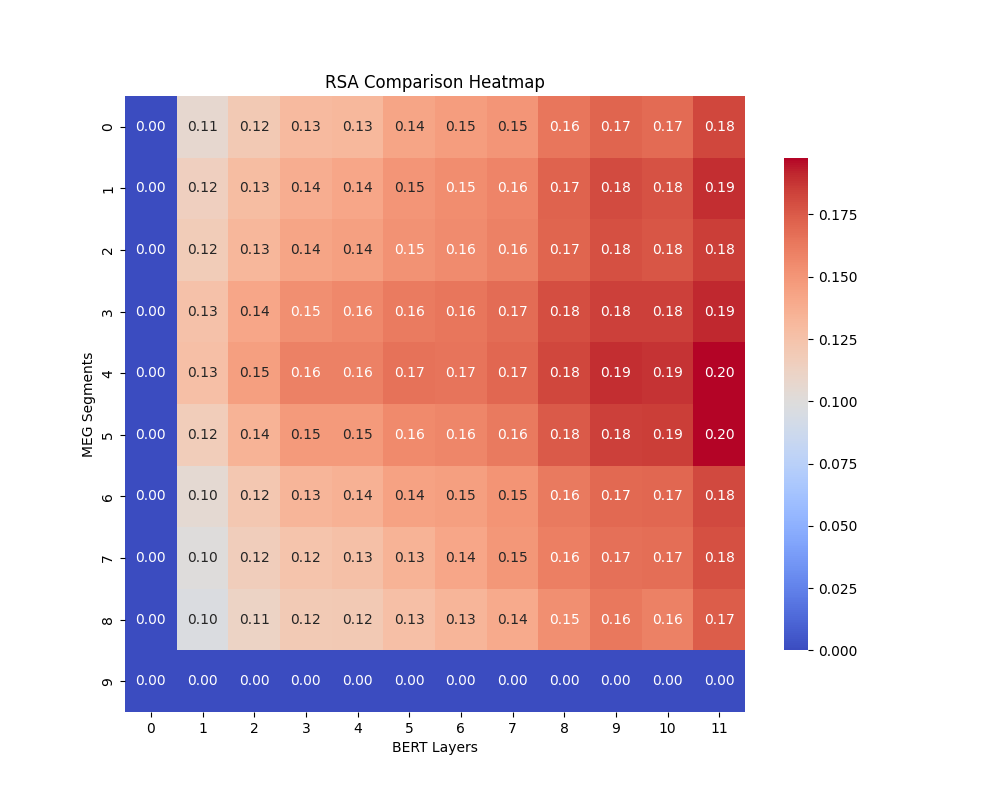 RSA Comparison Heatmap
0 0.00 0.11 0.12 0.13 0.13 0.14 0.15 0.15 0.16 0.17 0.17 0.18
1 0.00 0.12 0.13 0.14 0.14 0.15 0.15 0.16 0.17 0.18 0.18 0.19
2 0.00 0.12 0.13 0.14 0.14 0.15 0.16 0.16 0.17 0.18 0.18 0.18
3 0.00 0.13 0.14 0.15 0.16 0.16 0.16 0.17 0.18 0.18 0.18 0.19
4 0.00 0.13 0.15 0.16 0.16 0.17 0.17 0.17 0.18 0.19 0.19 0.20
5 0.00 0.12 0.14 0.15 0.15 0.16 0.16 0.16 0.18 0.18 0.19 0.20
6 0.00 0.10 0.12 0.13 0.14 0.14 0.15 0.15 0.16 0.17 0.17 0.18
7 0.00 0.10 0.12 0.12 0.13 0.13 0.14 0.15 0.16 0.17 0.17 0.18
8 0.00 0.10 0.11 0.12 0.12 0.13 0.13 0.14 0.15 0.16 0.16 0.17
9 0.00 0.00 0.00 0.00 0.00 0.00 0.00 0.00 0.00 0.00 0.00 0.00
0 1 2 3 4 5 6 7 8 9 10 11
BERT Layers
MEG Segments
0.175
0.150
0.125
0.100
0.075
0.050
0.025
0.000